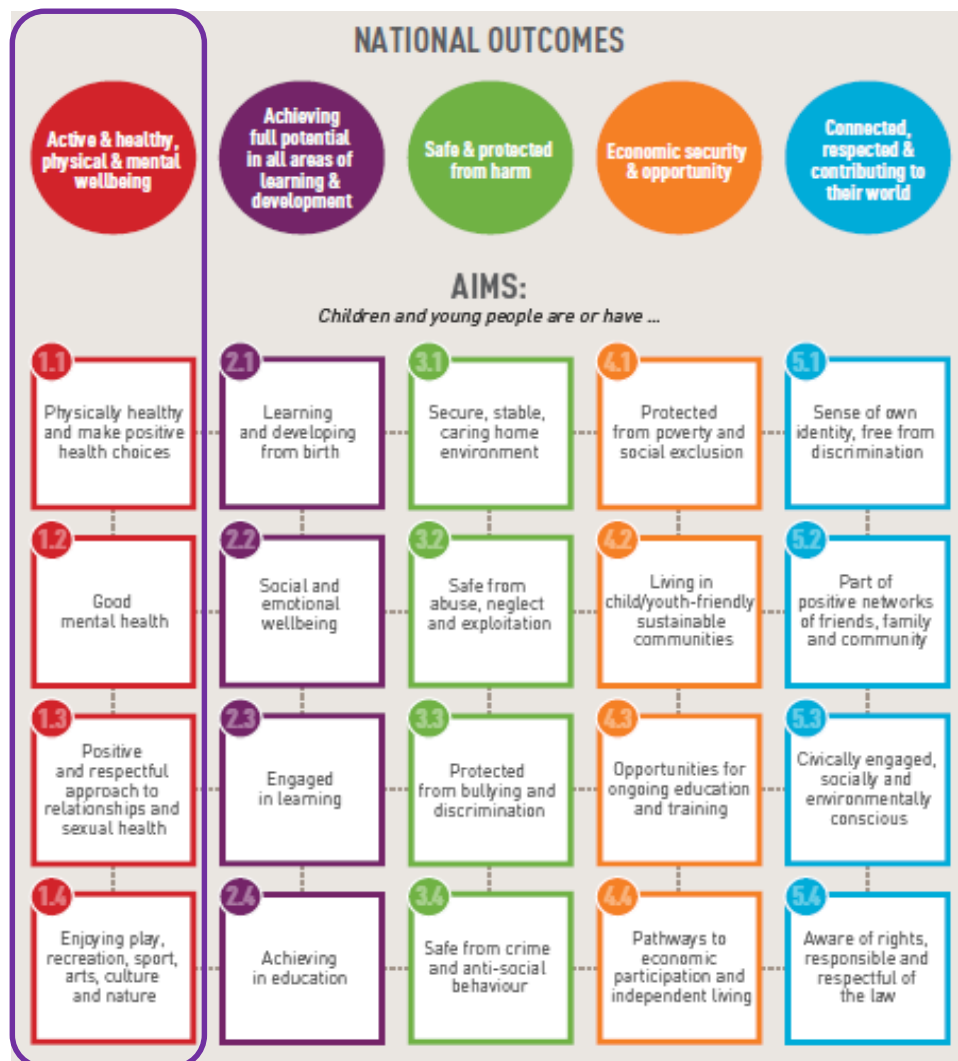 NATIONAL OUTCOMES
Active & healthy,
physical & mental
wellbeing
Achieving
full potential
in all areas of
learning &
development
Safe & protected
from harm
Economic security
& opportunity
Connected,
respected &
contributing to
their world
AIMS:
Children and young people are or have ...
1.1
Physically healthy
and make positive
health choices
2.1
Learning
and developing
from birth
3.1
Secure, stable,
caring home
environment
4.1
Protected
from poverty and
social exclusion
5.1
Sense of own
identity, free from
discrimination
1.2
Good
mental health
2.2
Social and
emotional
wellbeing
3.2
Safe from
abuse, neglect
and exploitation
4.2
Living in
child/youth-friendly
sustainable
communities
5.2
Part of
positive networks
of friends, family
and community
1.3
Positive
and respectful
approach to
relationships and
sexual health
2.3
Engaged
in learning
3.3
Protected
from bullying and
discrimination
4.3
Opportunities for
ongoing education
and training
5.3
Civically engaged,
socially and
environmentally
conscious
1.4
Enjoying play,
recreation, sport,
arts, culture
and nature
2.4
Achieving
in education
3.4
Safe from crime
and anti-social
behaviour
4.4
Pathways to
economic
participation and
independent living
5.4
Aware of rights,
responsible and
respectful of
the law